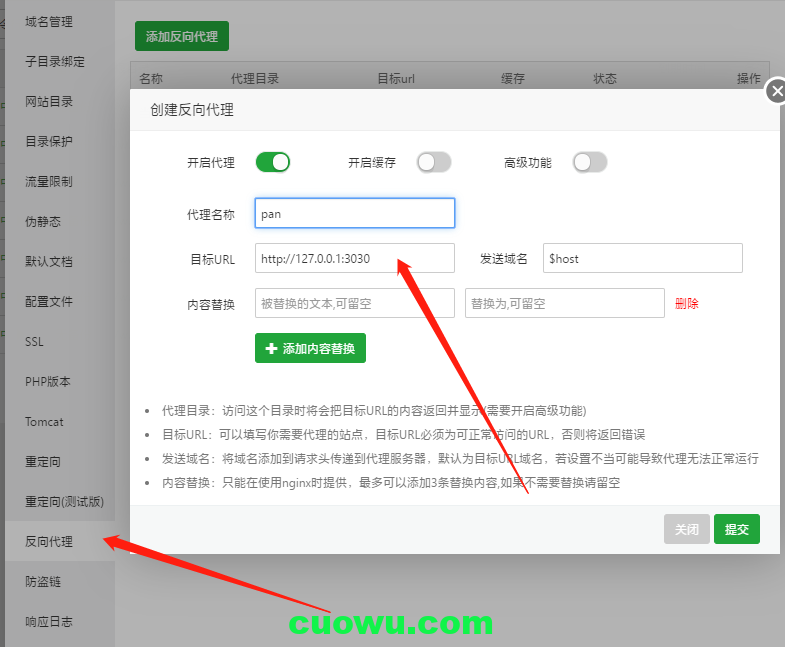 域名管理
子目录绑定
网站目录
目录保护
流量限制
伪静态
默认文档
配置文件
SSL
PHP版本
Tomcat
重定向
重定向(测试版)
反向代理
防盗链
响应日志
添加反向代理
名称 代理目录 目标url 缓存 状态 操作
创建反向代理
开启代理 开启缓存 高级功能
代理名称 pan
目标URL http://127.0.0.1:3030 发送域名 $host
内容替换 被替换的文本,可留空 替换为,可留空 删除
添加内容替换
代理目录：访问这个目录时将会把目标URL的内容返回并显示(需要开启高级功能)
目标URL：可以填写你需要代理的站点，目标URL必须为可正常访问的URL，否则将返回错误
发送域名：将域名添加到请求头传递到代理服务器，默认为目标URL域名，若设置不当可能导致代理无法正常运行
内容替换：只能在使用nginx时提供，最多可以添加3条替换内容,如果不需要替换请留空
关闭 提交
cuowu.com